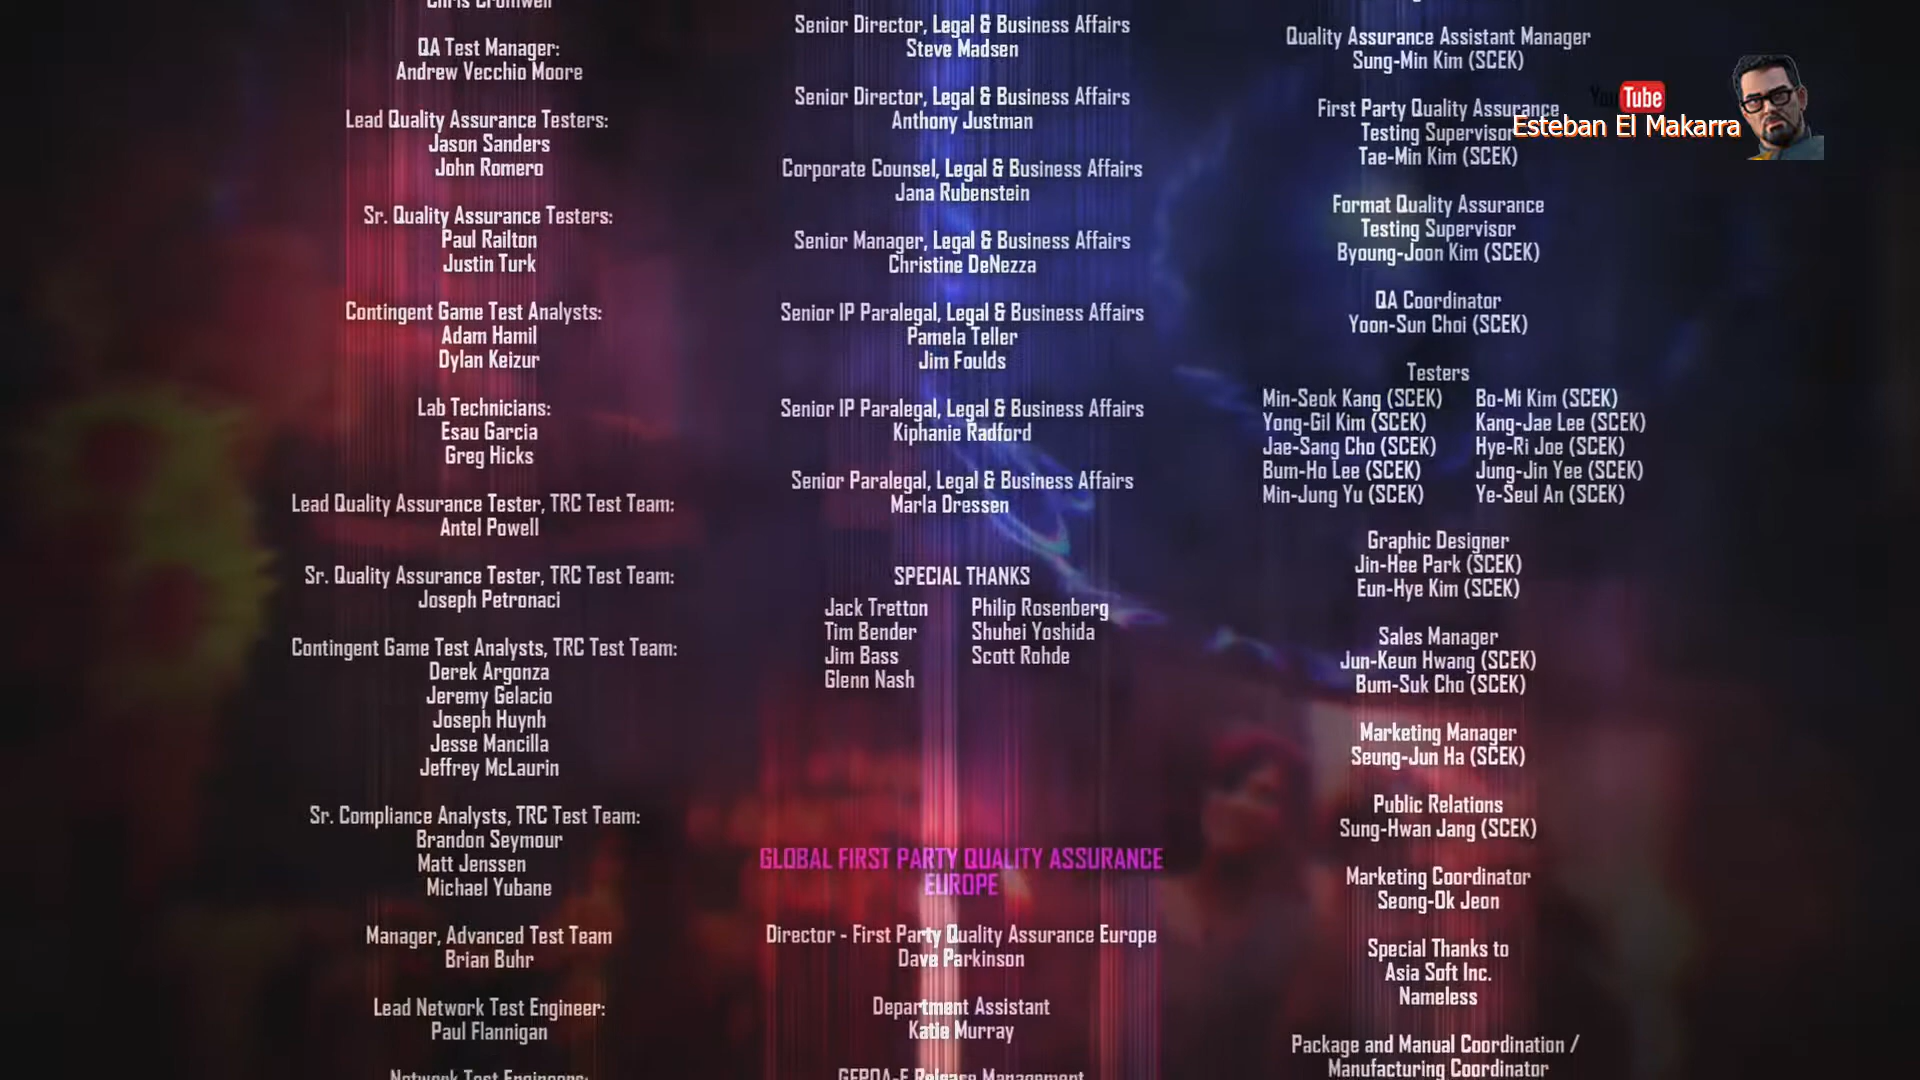 Chris Cromwell
QA Test Manager:
Andrew Vecchio Moore
Lead Quality Assurance Testers:
Jason Sanders
John Romero
Sr. Quality Assurance Testers:
Paul Railton
Justin Turk
Contingent Game Test Analysts:
Adam Hamil
Dylan Keizur
Lab Technicians:
Esau Garcia
Greg Hicks
Lead Quality Assurance Tester, TRC Test Team:
Antel Powell
Sr. Quality Assurance Tester, TRC Test Team:
Joseph Petronaci
Contingent Game Test Analysts, TRC Test Team:
Derek Argonza
Jeremy Gelacio
Joseph Huynh
Jesse Mancilla
Jeffrey McLaurin
Sr. Compliance Analysts, TRC Test Team:
Brandon Seymour
Matt Jenssen
Michael Yubane
Manager, Advanced Test Team
Brian Buhr
Lead Network Test Engineer:
Paul Flannigan
Network Test Engineers:
Senior Director, Legal & Business Affairs
Steve Madsen
Senior Director, Legal & Business Affairs
Anthony Justman
Corporate Counsel, Legal & Business Affairs
Jana Rubenstein
Senior Manager, Legal & Business Affairs
Christine DeNezza
Senior IP Paralegal, Legal & Business Affairs
Pamela Teller
Jim Foulds
Senior IP Paralegal, Legal & Business Affairs
Kiphanie Radford
Senior Paralegal, Legal & Business Affairs
Marla Dressen
SPECIAL THANKS
Jack Tretton
Tim Bender
Jim Bass
Glenn Nash
Philip Rosenberg
Shuhei Yoshida
Scott Rohde
GLOBAL FIRST PARTY QUALITY ASSURANCE
EUROPE
Director - First Party Quality Assurance Europe
Dave Parkinson
Department Assistant
Katie Murray
GFPQA-E Release Management
Quality Assurance Assistant Manager
Sung-Min Kim (SCEK)
First Party Quality Assurance
Testing Supervisor
Tae-Min Kim (SCEK)
Format Quality Assurance
Testing Supervisor
Byoung-Joon Kim (SCEK)
QA Coordinator
Yoon-Sun Choi (SCEK)
Testers
Min-Seok Kang (SCEK)
Yong-Gil Kim (SCEK)
Jae-Sang Cho (SCEK)
Bum-Ho Lee (SCEK)
Min-Jung Yu (SCEK)
Bo-Mi Kim (SCEK)
Kang-Jae Lee (SCEK)
Hye-Ri Joe (SCEK)
Jung-Jin Yee (SCEK)
Ye-Seul An (SCEK)
Graphic Designer
Jin-Hee Park (SCEK)
Eun-Hye Kim (SCEK)
Sales Manager
Jun-Keun Hwang (SCEK)
Bum-Suk Cho (SCEK)
Marketing Manager
Seung-Jun Ha (SCEK)
Public Relations
Sung-Hwan Jang (SCEK)
Marketing Coordinator
Seong-Ok Jeon
Special Thanks to
Asia Soft Inc.
Nameless
Package and Manual Coordination /
Manufacturing Coordinator
YouTube
Esteban El Makarra